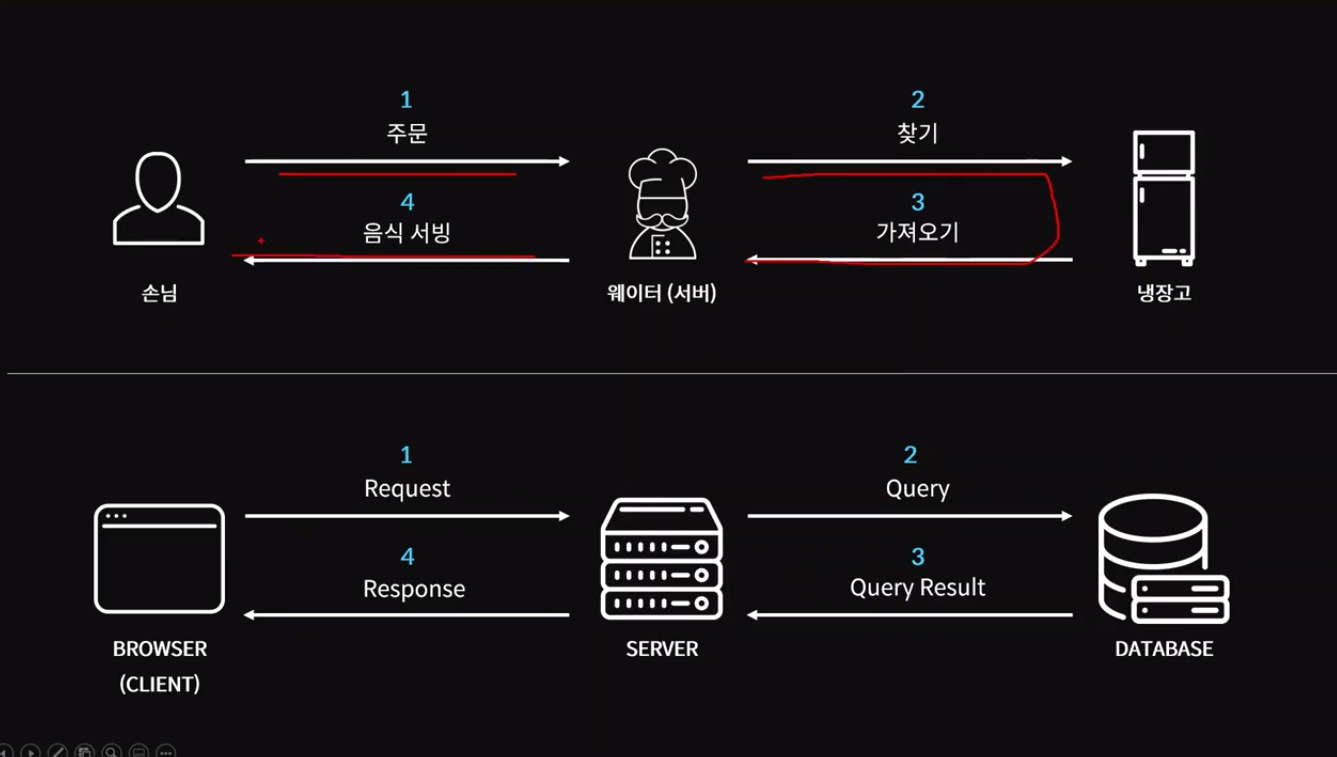 1
주문
2
찾기
4
음식 서빙
3
가져오기
손님
웨이터 (서버)
냉장고
1
Request
2
Query
4
Response
3
Query Result
BROWSER
(CLIENT)
SERVER
DATABASE